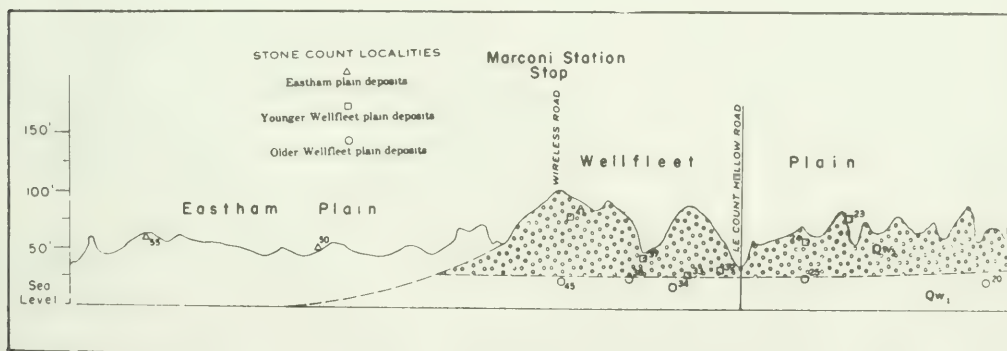 STONE COUNT LOCALITIES
Eastham plain deposits
Younger Wellfleet plain deposits
Older Wellfleet plain deposits
Marconi Station
Stop
WIRELESS ROAD
LE COUNT HOLLOW ROAD
150'
100'
50'
Sea
Level
Eastham Plain
Wellfleet Plain
55
50
45
34
33
23
25
20
Qw₁